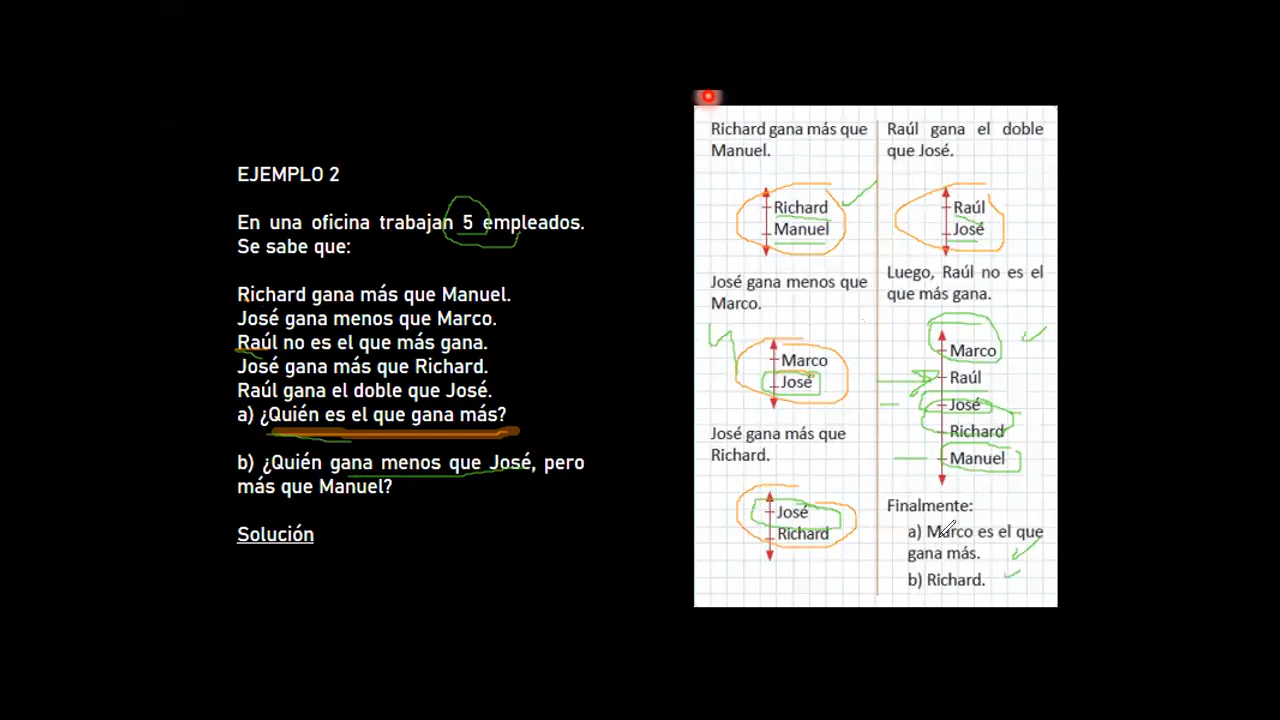 EJEMPLO 2
En una oficina trabajan 5 empleados.
Se sabe que:
Richard gana más que Manuel.
José gana menos que Marco.
Raúl no es el que más gana.
José gana más que Richard.
Raúl gana el doble que José.
a) ¿Quién es el que gana más?
b) ¿Quién gana menos que José, pero
más que Manuel?
Solución
Richard gana más que
Manuel.
Richard
Manuel
José gana menos que
Marco.
Marco
José
José gana más que
Richard.
José
Richard
Raúl gana el doble
que José.
Raúl
José
Luego, Raúl no es el
que más gana.
Marco
Raúl
José
Richard
Manuel
Finalmente:
a) Marco es el que
gana más.
b) Richard.